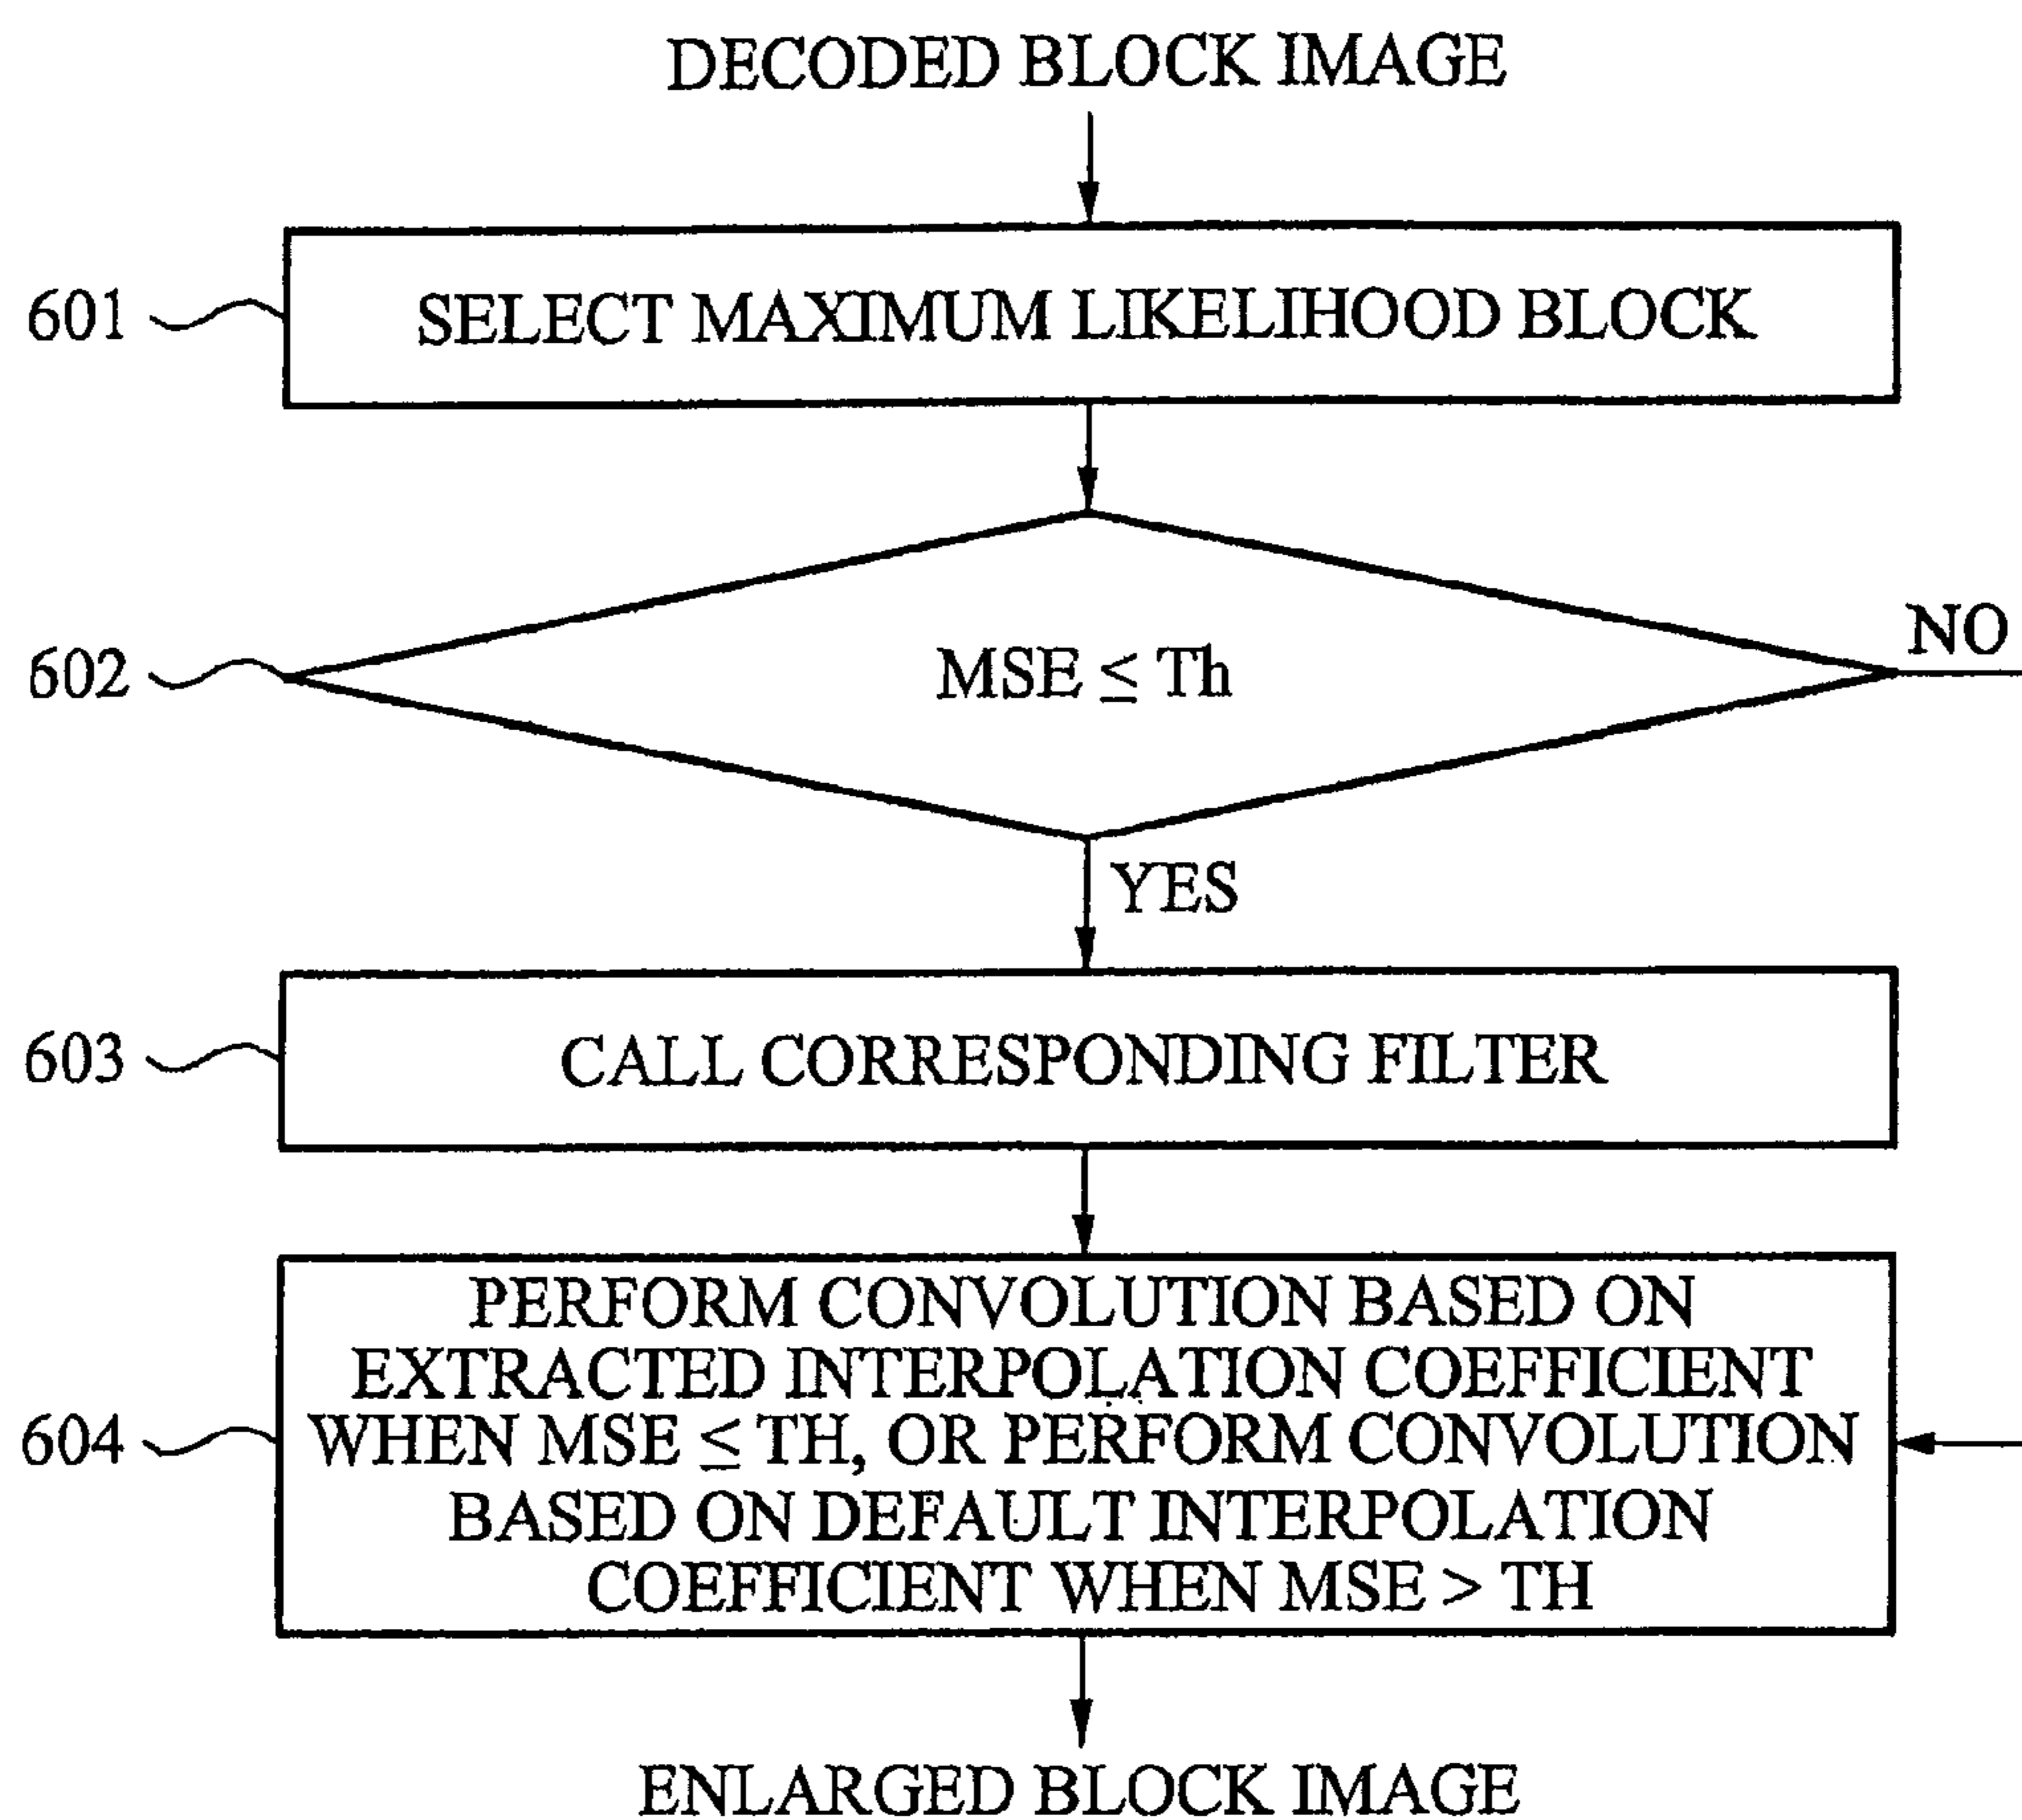 DECODED BLOCK IMAGE
601
SELECT MAXIMUM LIKELIHOOD BLOCK
602
MSE ≤ Th
NO
YES
603
CALL CORRESPONDING FILTER
604
PERFORM CONVOLUTION BASED ON
EXTRACTED INTERPOLATION COEFFICIENT
WHEN MSE ≤ TH, OR PERFORM CONVOLUTION
BASED ON DEFAULT INTERPOLATION
COEFFICIENT WHEN MSE > TH
ENLARGED BLOCK IMAGE